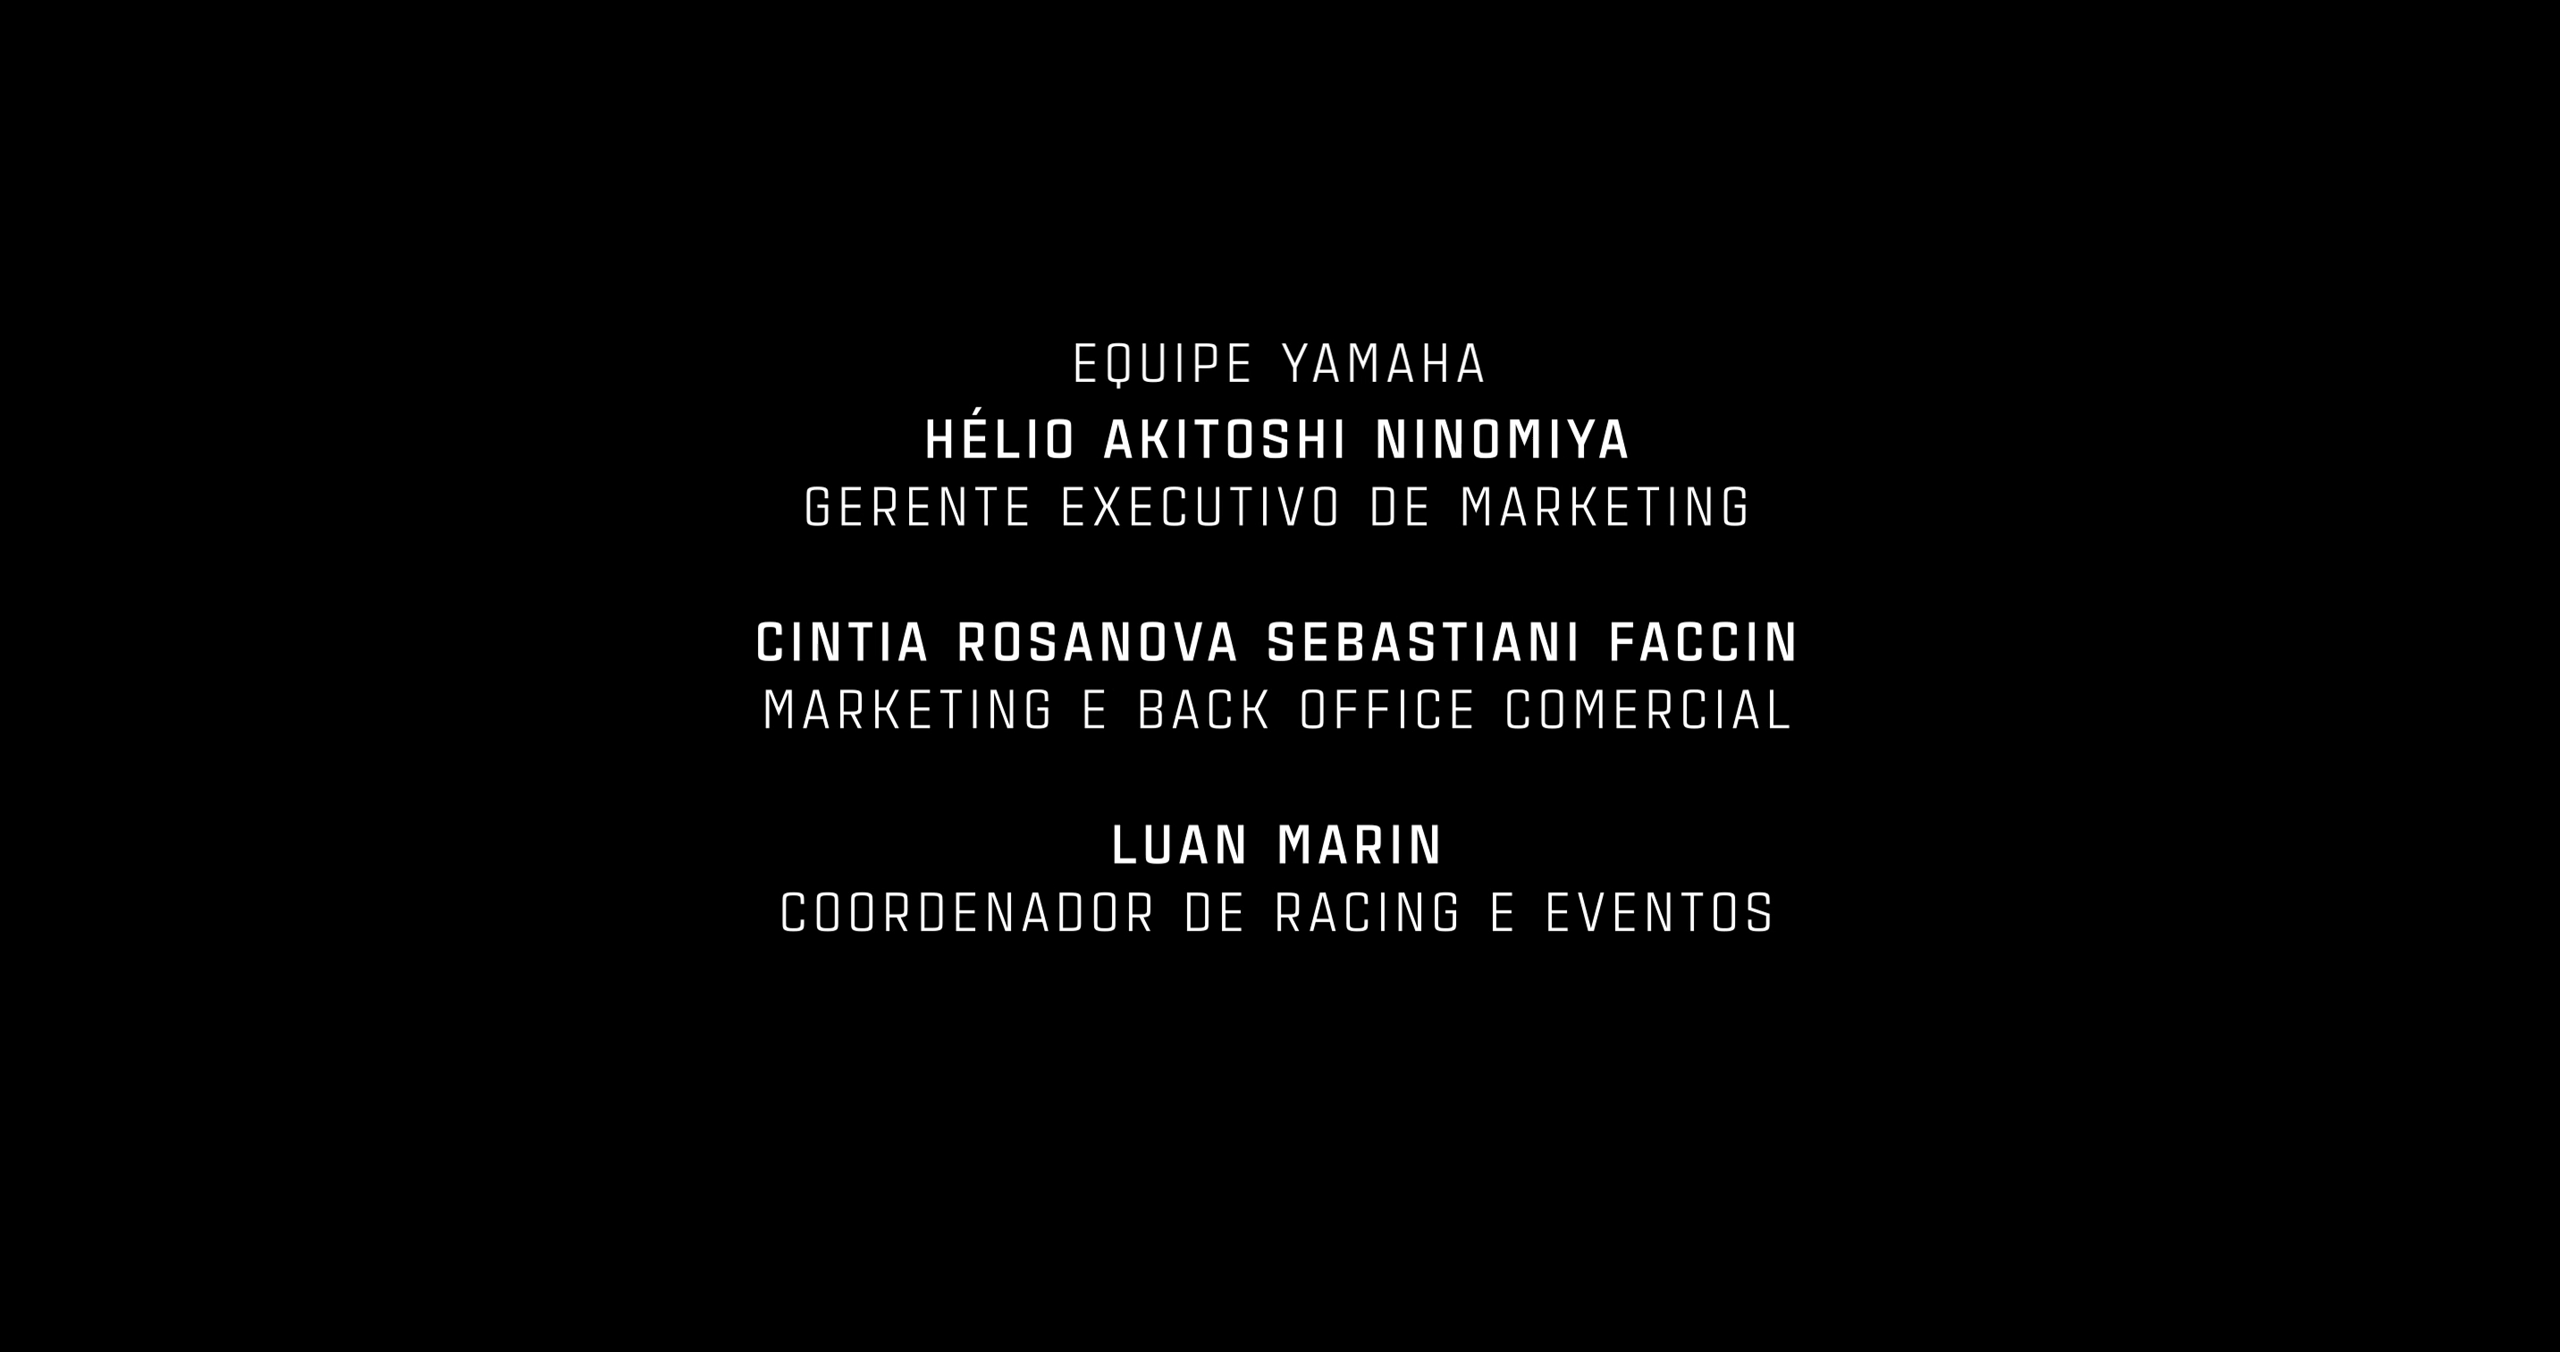 EQUIPE YAMAHA
HÉLIO AKITOSHI NINOMIYA
GERENTE EXECUTIVO DE MARKETING
CINTIA ROSANOVA SEBASTIANI FACCIN
MARKETING E BACK OFFICE COMERCIAL
LUAN MARIN
COORDENADOR DE RACING E EVENTOS